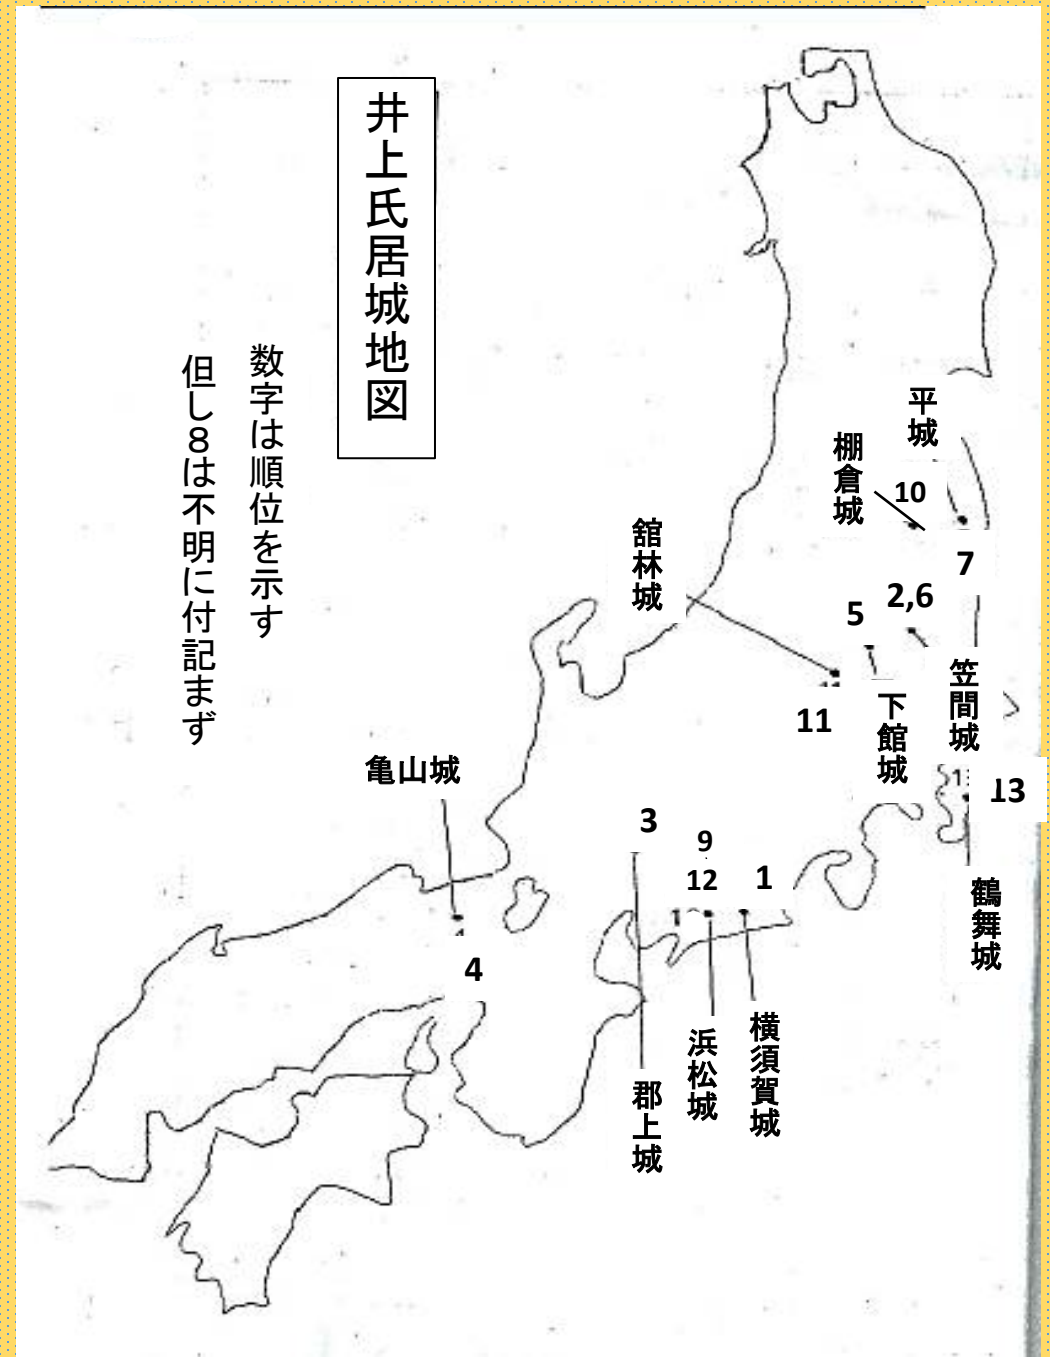 井上氏居城地図
数字は順位を示す
但し8は不明に付記まず
平城
棚倉城
10
7
舘林城
2,6
5
笠間城
下館城
11
13
亀山城
4
3
9
12
1
鶴舞城
横須賀城
浜松城
郡上城